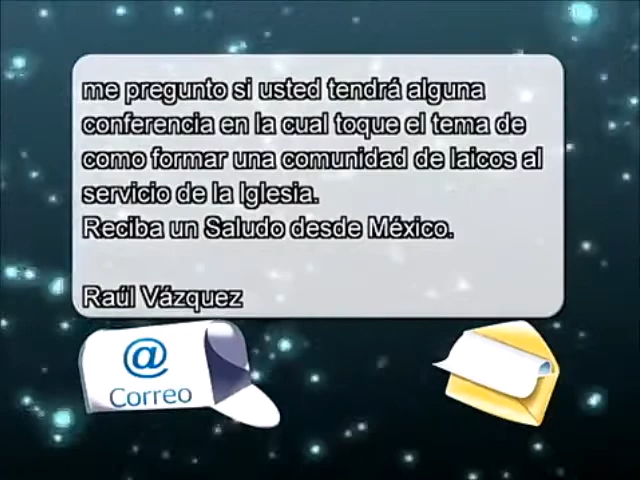 me pregunto si usted tendrá alguna
conferencia en la cual toque el tema de
como formar una comunidad de laicos al
servicio de la Iglesia.
Reciba un Saludo desde México.
Raúl Vázquez
@
Correo